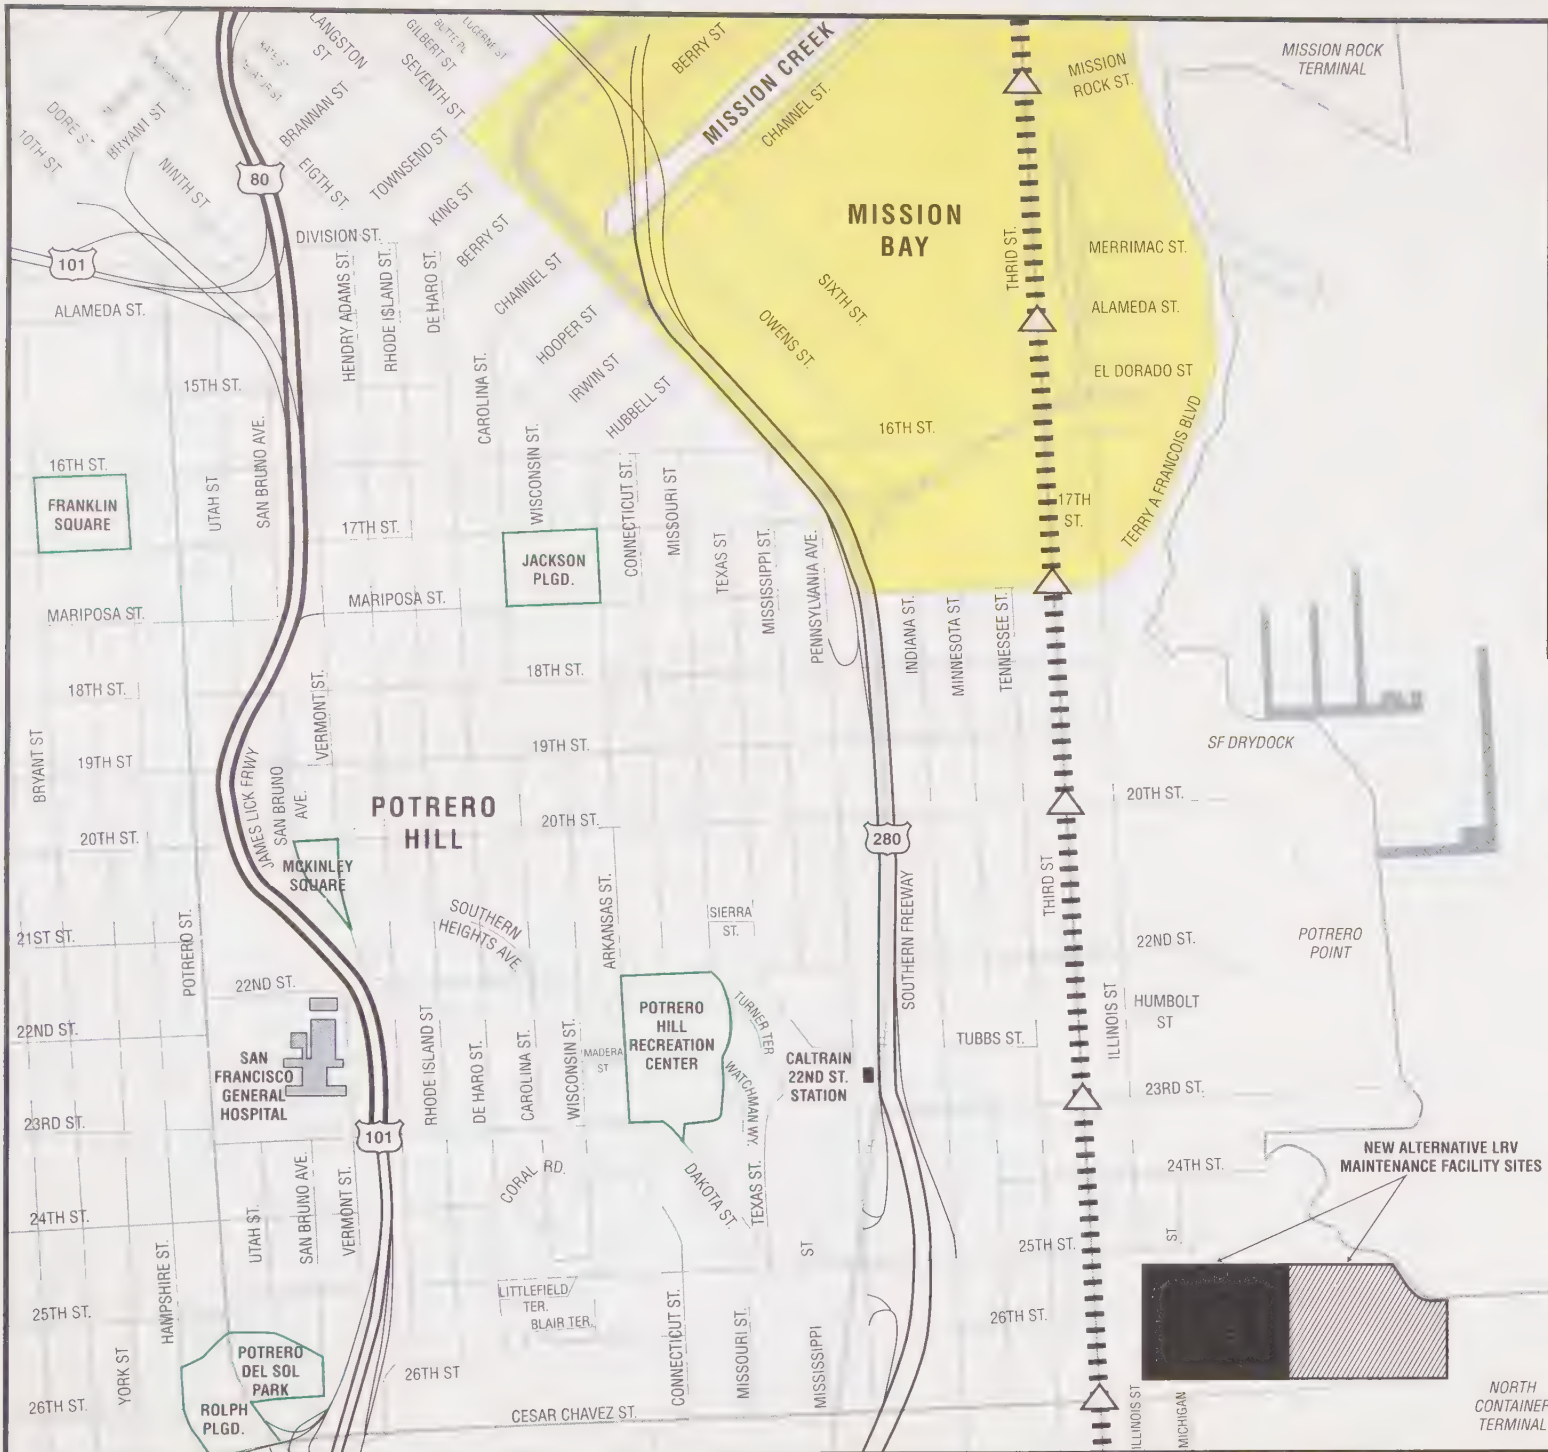 LANGSTON
ST
GILBERT ST
BUTTE PL
LUCERNE ST
SEVENTH ST
BERRY ST
MISSION CREEK
CHANNEL ST.
MISSION
ROCK ST.
MISSION ROCK
TERMINAL
DORE ST
10TH ST
BRYANT ST
NINTH ST
BRANNAN ST
EIGTH ST.
TOWNSEND ST
KING ST
BERRY ST
80
101
DIVISION ST.
ALAMEDA ST.
HENDRY ADAMS ST.
RHODE ISLAND ST.
DE HARO ST.
CHANNEL ST
HOOPER ST
IRWIN ST
HUBBELL ST
MISSION
BAY
SIXTH ST.
OWENS ST.
THRID ST.
MERRIMAC ST.
ALAMEDA ST.
EL DORADO ST
TERRY A FRANCOIS BLVD
15TH ST.
SAN BRUNO AVE.
UTAH ST
CAROLINA ST.
WISCONSIN ST.
CONNECTICUT ST.
MISSOURI ST
16TH ST.
16TH ST.
FRANKLIN
SQUARE
17TH ST.
17TH
ST.
JACKSON
PLGD.
TEXAS ST
MISSISSIPPI ST.
PENNSYLVANIA AVE.
MARIPOSA ST.
MARIPOSA ST.
INDIANA ST.
MINNESOTA ST
TENNESSEE ST.
18TH ST.
18TH ST.
VERMONT ST.
BRYANT ST
19TH ST
19TH ST.
SF DRYDOCK
JAMES LICK FRWY
SAN BRUNO
AVE.
POTRERO
HILL
20TH ST.
20TH ST.
20TH ST.
280
MCKINLEY
SQUARE
SOUTHERN
HEIGHTS AVE.
ARKANSAS ST.
SIERRA
ST.
SOUTHERN FREEWAY
THIRD ST
21ST ST.
POTRERO ST.
22ND ST.
22ND ST.
22ND ST.
POTRERO
POINT
SAN
FRANCISCO
GENERAL
HOSPITAL
RHODE ISLAND ST
DE HARO ST.
CAROLINA ST.
WISCONSIN ST.
MADERA
ST
POTRERO
HILL
RECREATION
CENTER
TURNER TER
WATCHMAN WY.
CALTRAIN
22ND ST.
STATION
TUBBS ST.
ILLINOIS ST
HUMBOLT
ST
23RD ST.
23RD ST.
101
NEW ALTERNATIVE LRV
MAINTENANCE FACILITY SITES
24TH ST.
24TH ST.
UTAH ST.
SAN BRUNO AVE.
VERMONT ST.
CORAL RD.
DAKOTA ST.
TEXAS ST.
ST
25TH ST.
ST
HAMPSHIRE ST.
25TH ST.
LITTLEFIELD
TER.
BLAIR TER.
CONNECTICUT ST.
MISSOURI ST.
MISSISSIPPI
26TH ST.
YORK ST
POTRERO
DEL SOL
PARK
ROLPH
PLGD.
26TH ST
26TH ST.
CESAR CHAVEZ ST.
ILLINOIS ST
MICHIGAN
NORTH
CONTAINER
TERMINAL